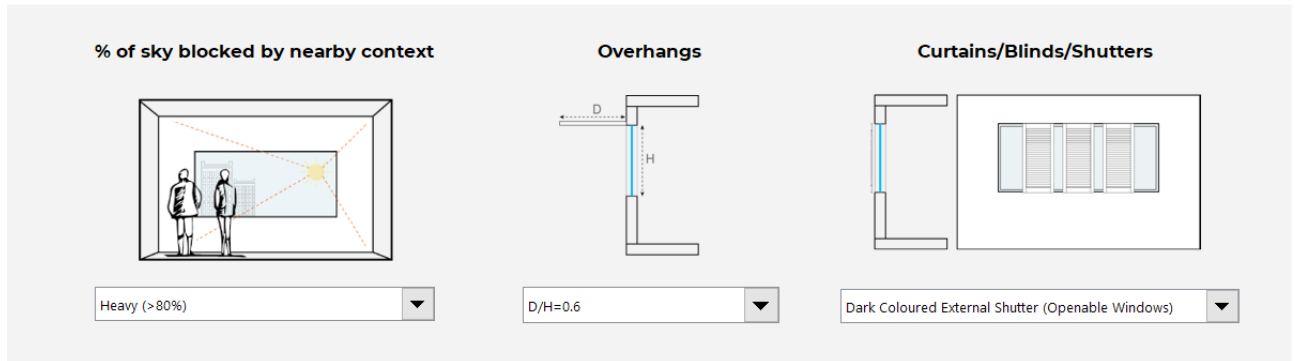 % of sky blocked by nearby context
Overhangs
Curtains/Blinds/Shutters
D
H
Heavy (>80%)
D/H=0.6
Dark Coloured External Shutter (Openable Windows)